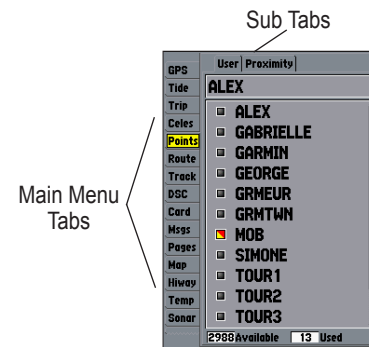 Sub Tabs
Main Menu
Tabs
GPS
Tide
Trip
Celes
Points
Route
Track
DSC
Card
Msgs
Pages
Map
Hiway
Temp
Sonar
User Proximity
ALEX
ALEX
GABRIELLE
GARMIN
GEORGE
GRMEUR
GRMTWN
MOB
SIMONE
TOUR1
TOUR2
TOUR3
2988 Available 13 Used